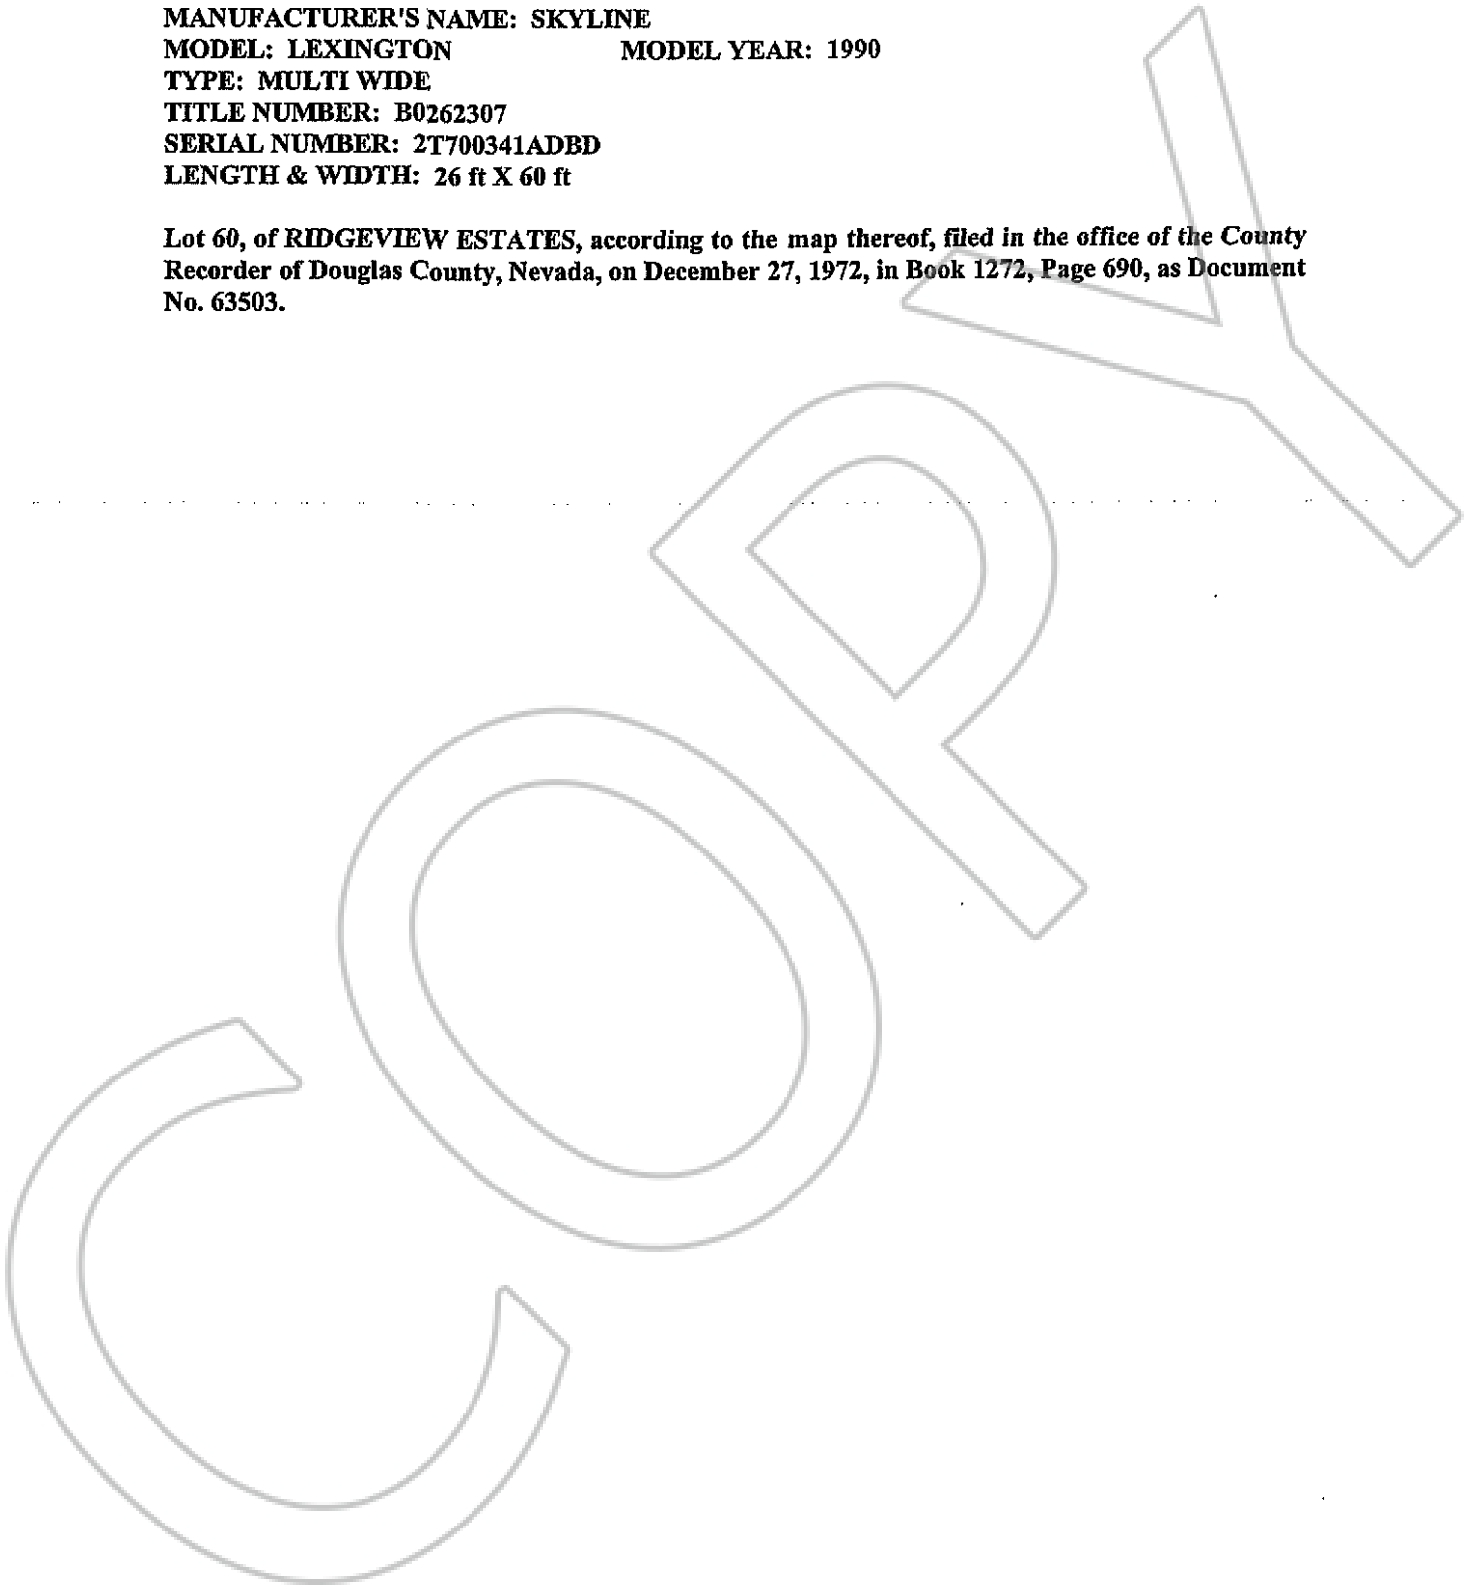 MANUFACTURER'S NAME: SKYLINE
MODEL: LEXINGTON MODEL YEAR: 1990
TYPE: MULTI WIDE
TITLE NUMBER: B0262307
SERIAL NUMBER: 2T700341ADBD
LENGTH & WIDTH: 26 ft X 60 ft
Lot 60, of RIDGEVIEW ESTATES, according to the map thereof, filed in the office of the County
Recorder of Douglas County, Nevada, on December 27, 1972, in Book 1272, Page 690, as Document
No. 63503.
COPY